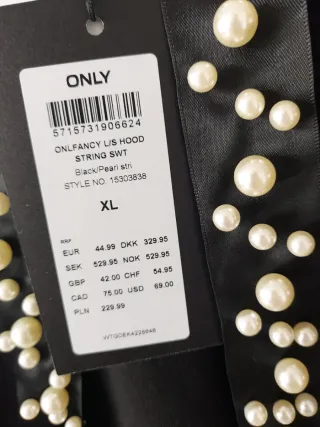 ONLY
5715731906624
ONLFANCY L/S HOOD
STRING SWT
Black/Pearl stri
STYLE NO. 15303838
XL
RRP
EUR 44.99 DKK 329.95
SEK 529.95 NOK 529.95
GBP 42.00 CHF 54.95
CAD 75.00 USD 69.00
PLN 229.99